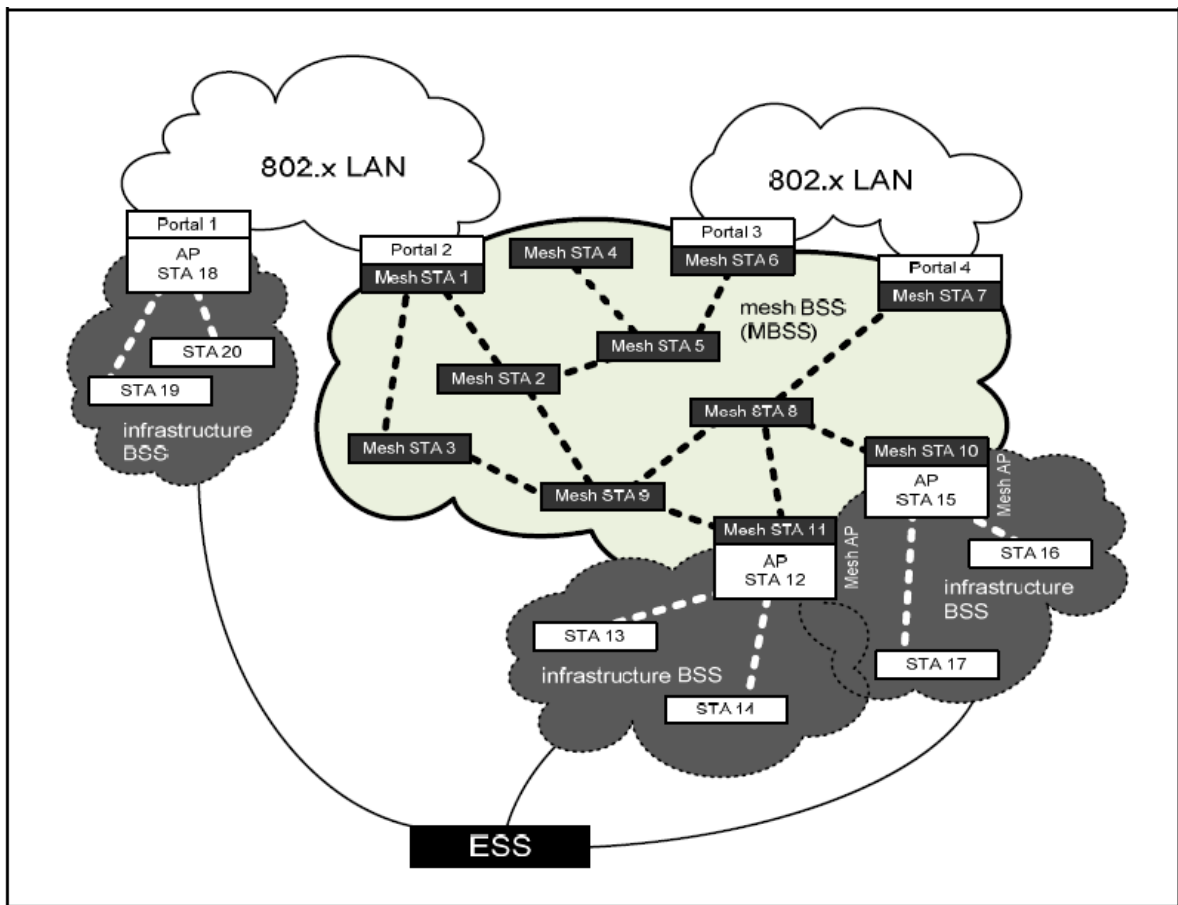 802.x LAN
802.x LAN
Portal 1
AP
STA 18
Portal 2
Mesh STA 1
Mesh STA 4
Portal 3
Mesh STA 6
Portal 4
Mesh STA 7
mesh BSS
(MBSS)
STA 20
STA 19
infrastructure
BSS
Mesh STA 5
Mesh STA 2
Mesh STA 8
Mesh STA 3
Mesh STA 9
Mesh STA 10
AP
STA 15
Mesh AP
Mesh STA 11
AP
STA 12
Mesh AP
STA 16
infrastructure
BSS
STA 13
infrastructure BSS
STA 17
STA 14
ESS